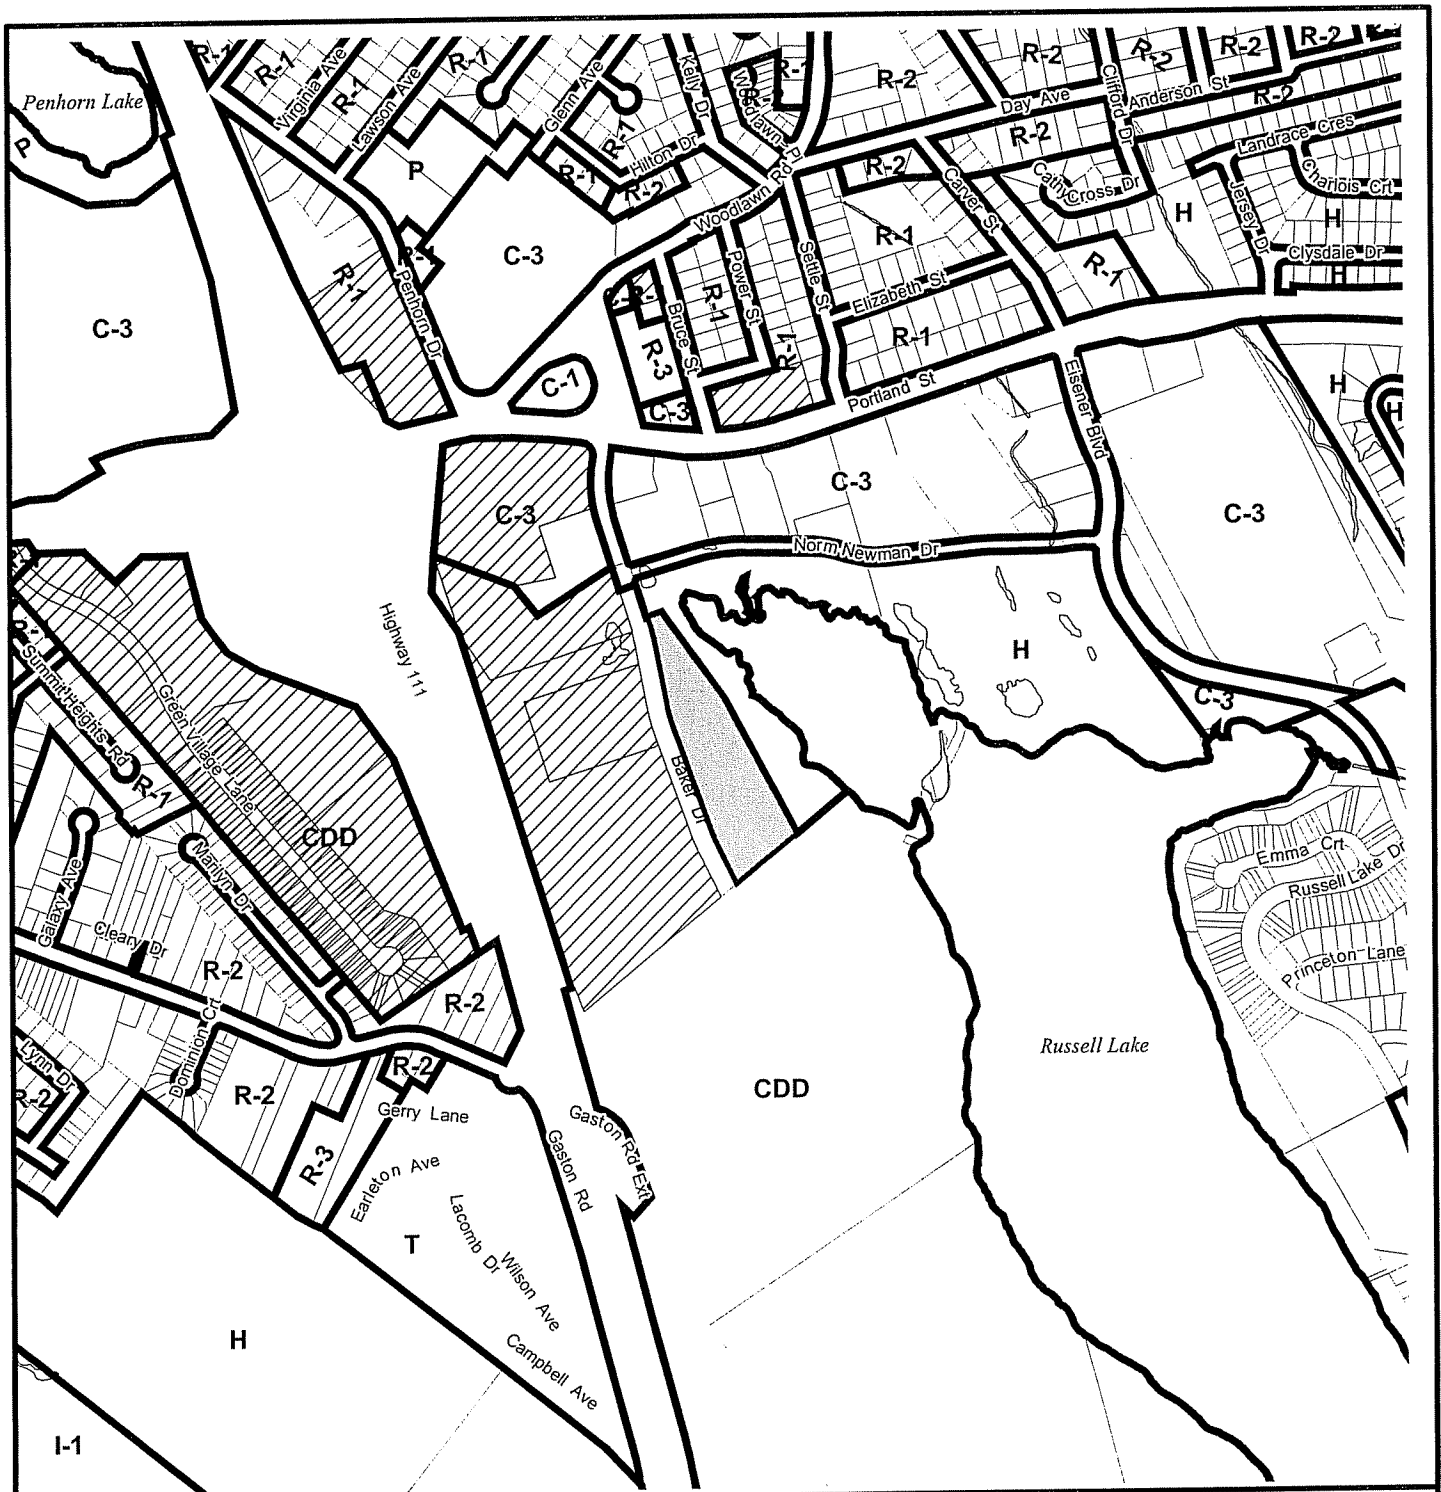 R-1
R-1
Virginia Ave
R-1
Lawson Ave
R-1
Glenn Ave
Kelly Dr
R-1
Woodlawn Pl
R-2
R-2
R-2
R-2
R-2
Penhorn Lake
P
Day Ave
Clifford Dr
Anderson St
R-2
R-2
Landrace Cres
R-1
Hilton Dr
P
R-1
R-2
Woodlawn Rd
R-2
Carver St
Cathy Cross Dr
Jersey Dr
Charlois Crt
H
H
Clysdale Dr
H
R-1
R-1
Penhorn Dr
C-3
Power St
Settle St
R-1
R-1
Elizabeth St
R-1
R-1
Bruce St
R-3
R-1
R-1
C-3
C-1
C-3
Portland St
Eisener Blvd
H
H
C-3
C-3
C-3
Norm Newman Dr
Highway 111
H
C-3
Summit Heights Rd
Green Village Lane
R-1
Baker Dr
CDD
Marilyn Dr
Galaxy Ave
Cleary Dr
R-2
R-2
Emma Crt
Russell Lake Dr
Princeton Lane
Russell Lake
Dominion Crt
Lynn Dr
R-2
R-2
R-2
CDD
Gerry Lane
Gaston Rd Ext
Gaston Rd
R-3
Earleton Ave
Lacomb Dr
Wilson Ave
T
Campbell Ave
H
I-1